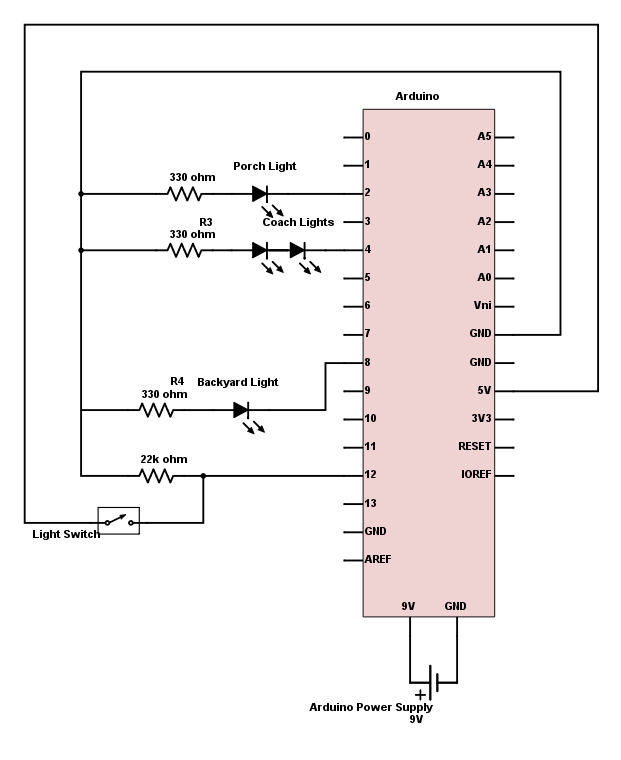 Arduino
0
A5
1
A4
Porch Light
330 ohm
2
A3
R3
Coach Lights
3
A2
330 ohm
4
A1
5
A0
6
Vni
7
GND
8
GND
R4
Backyard Light
330 ohm
9
5V
10
3V3
11
RESET
22k ohm
12
IOREF
13
Light Switch
GND
AREF
9V
GND
+
Arduino Power Supply
9V